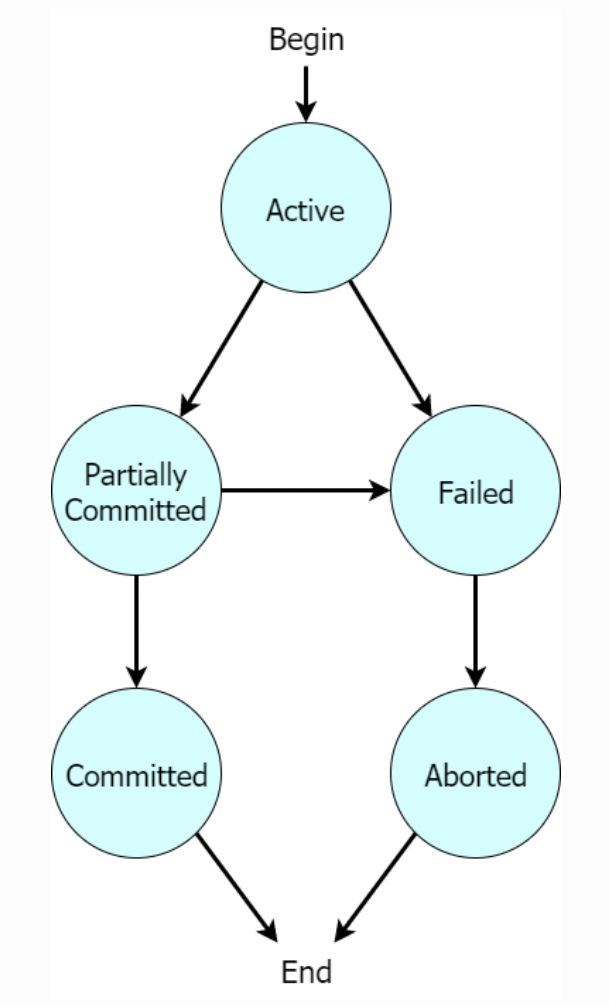 Begin
Active
Partially
Committed
Failed
Committed
Aborted
End